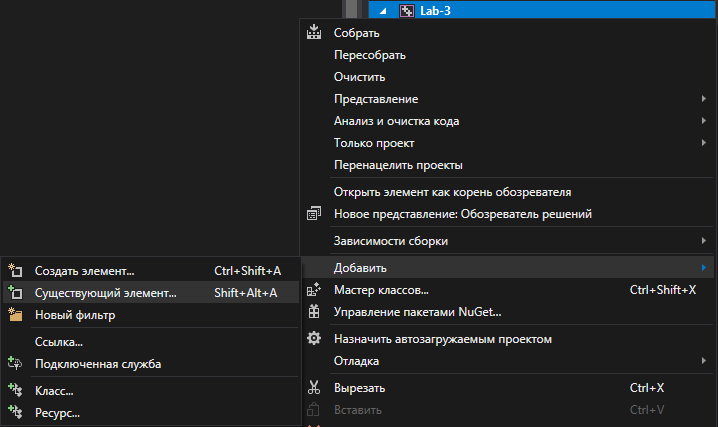 Lab-3
Собрать
Пересобрать
Очистить
Представление
Анализ и очистка кода
Только проект
Перенацелить проекты
Открыть элемент как корень обозревателя
Новое представление: Обозреватель решений
Зависимости сборки
Добавить
Мастер классов... Ctrl+Shift+X
Управление пакетами NuGet...
Назначить автозагружаемым проектом
Отладка
Вырезать Ctrl+X
Вставить Ctrl+V
Создать элемент... Ctrl+Shift+A
Существующий элемент... Shift+Alt+A
Новый фильтр
Ссылка...
Подключенная служба
Класс...
Ресурс...